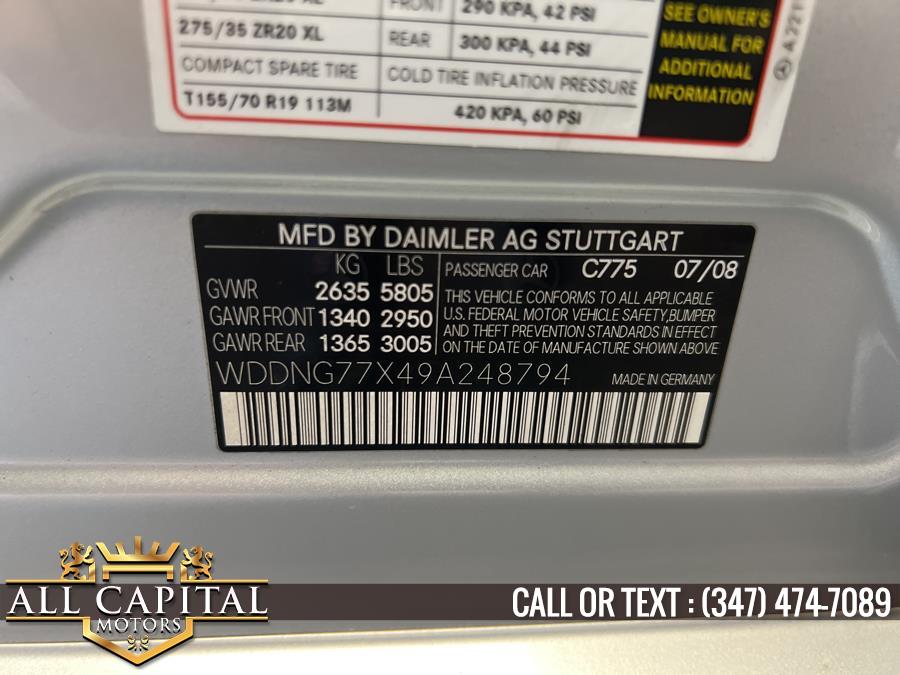 FRONT 290 KPA, 42 PSI
275/35 ZR20 XL REAR 300 KPA, 44 PSI
COMPACT SPARE TIRE COLD TIRE INFLATION PRESSURE
T155/70 R19 113M 420 KPA, 60 PSI
SEE OWNER'S
MANUAL FOR
ADDITIONAL
INFORMATION
MFD BY DAIMLER AG STUTTGART
KG LBS
GVWR 2635 5805
GAWR FRONT 1340 2950
GAWR REAR 1365 3005
PASSENGER CAR C775 07/08
THIS VEHICLE CONFORMS TO ALL APPLICABLE
U.S. FEDERAL MOTOR VEHICLE SAFETY,BUMPER
AND THEFT PREVENTION STANDARDS IN EFFECT
ON THE DATE OF MANUFACTURE SHOWN ABOVE
WDDNG77X49A248794 MADE IN GERMANY
ALL CAPITAL
MOTORS
CALL OR TEXT : (347) 474-7089